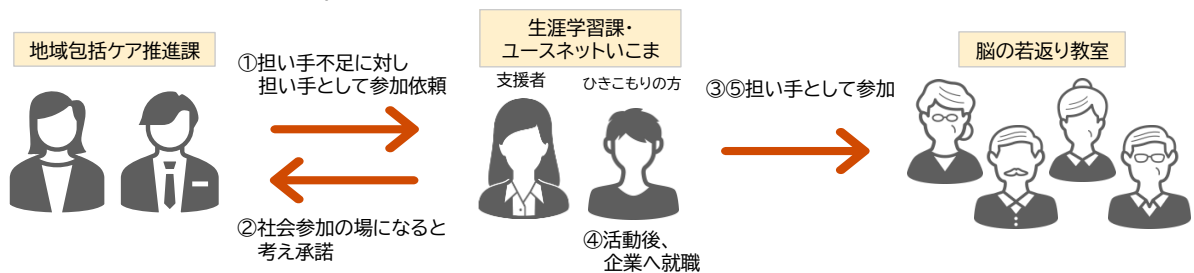 地域包括ケア推進課
①担い手不足に対し
担い手として参加依頼
②社会参加の場になると
考え承諾
生涯学習課・
ユースネットいこま
支援者
ひきこもりの方
④活動後、
企業へ就職
③⑤担い手として参加
脳の若返り教室